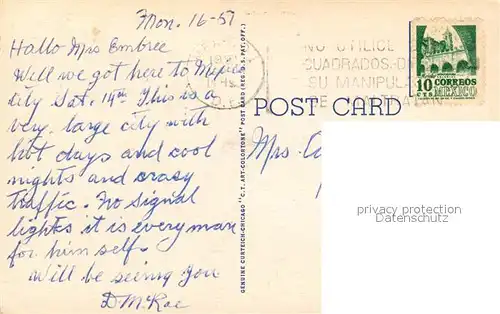 Mon. 16-57
Hallo Mrs Embree
Well we got here to Mexico
city Sat. 14th This is a
very large city with
hot days and cool
nights and crazy
traffic. No signal
lights it is every man
for him self.
Will be seeing you
D McRae
GENUINE CURTEICH-CHICAGO "C.T. ART-COLORTONE" POST CARD (REG. U.S. PAT. OFF.)
NO UTILICE
CUADRADOS
SU MANIPULA
POST CARD
10 CORREOS
CTS MEXICO
Mrs.
privacy protection
Datenschutz